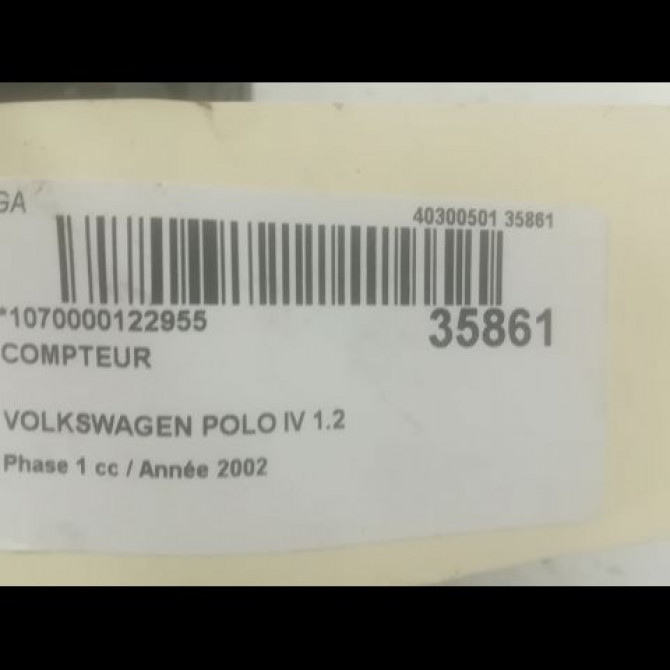 GA
40300501 35861
*1070000122955
35861
COMPTEUR
VOLKSWAGEN POLO IV 1.2
Phase 1 cc / Année 2002